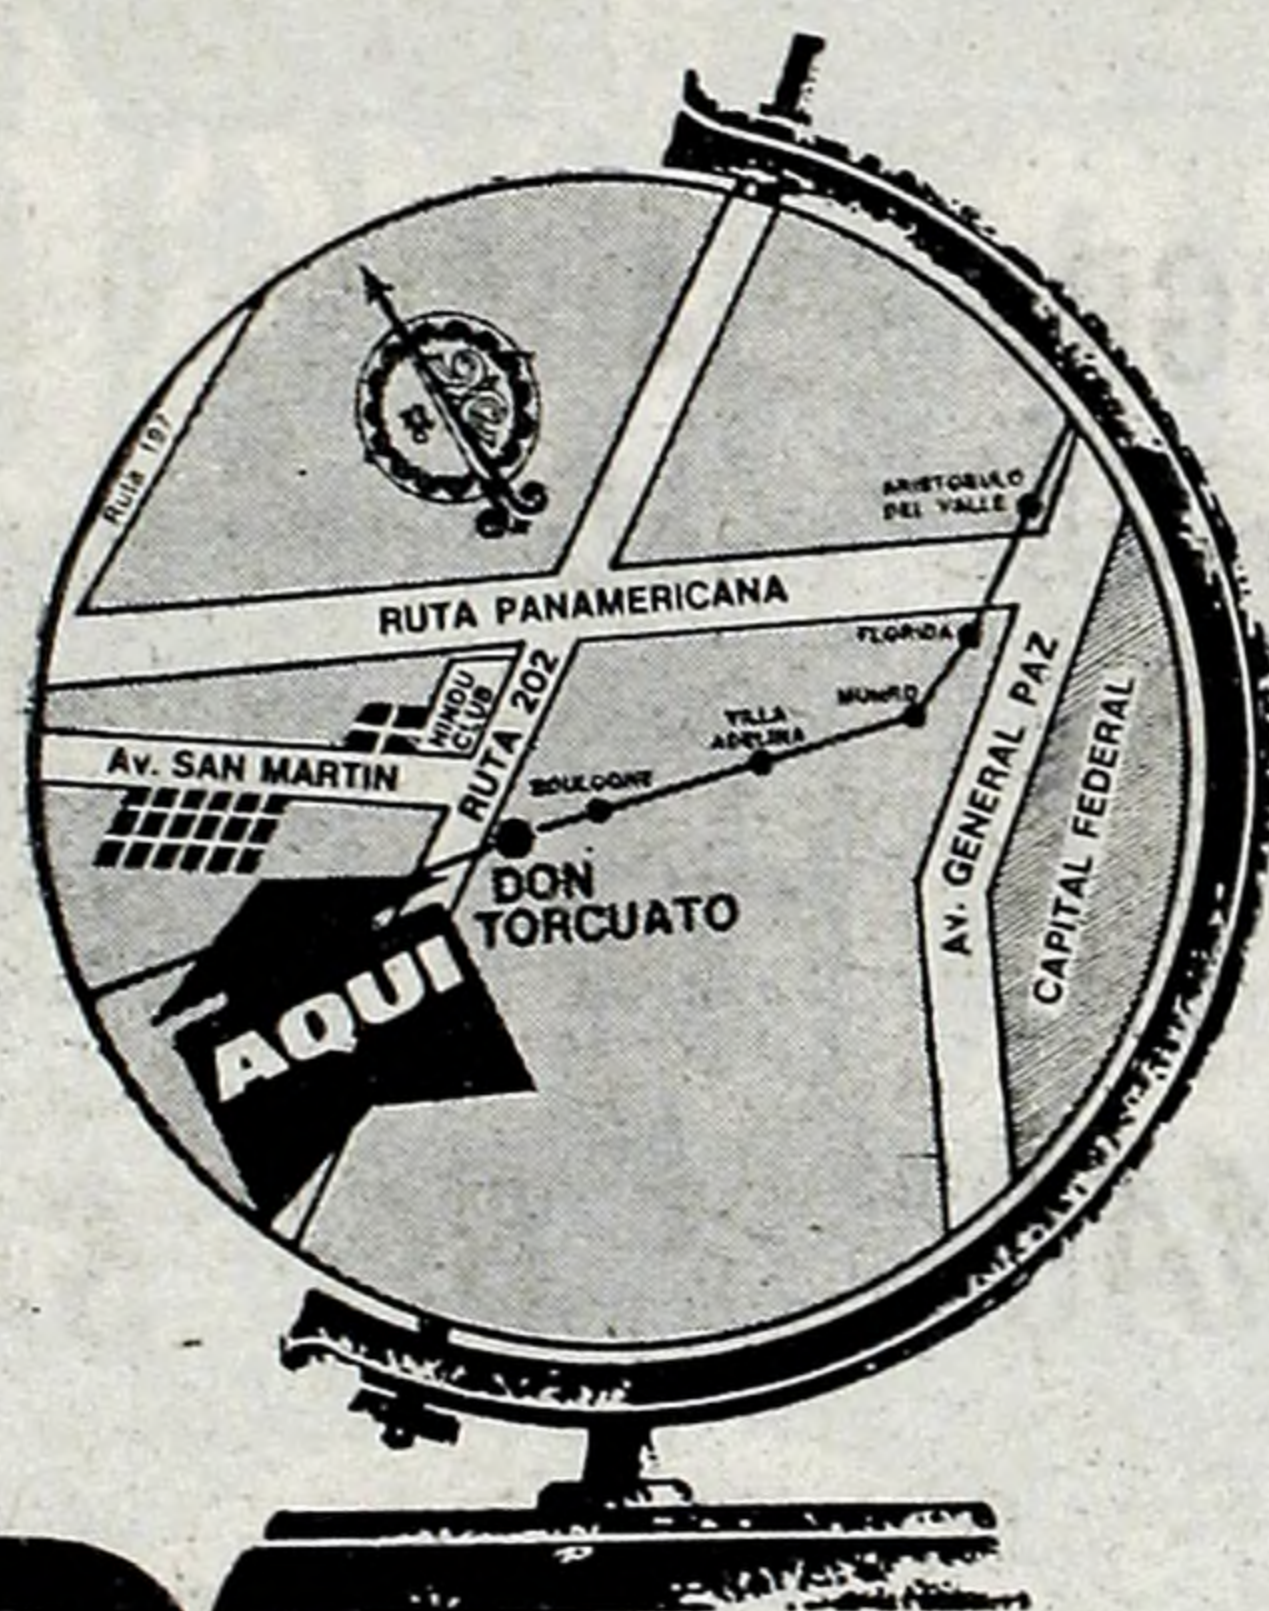 Ruta 197
ARISTOBULO
DEL VALLE
RUTA PANAMERICANA
FLORIDA
HINDU
CLUB
RUTA 202
MUNRO
VILLA
ADELINA
Av. SAN MARTIN
BOULOGNE
AV. GENERAL PAZ
CAPITAL FEDERAL
DON
TORCUATO
AQUI